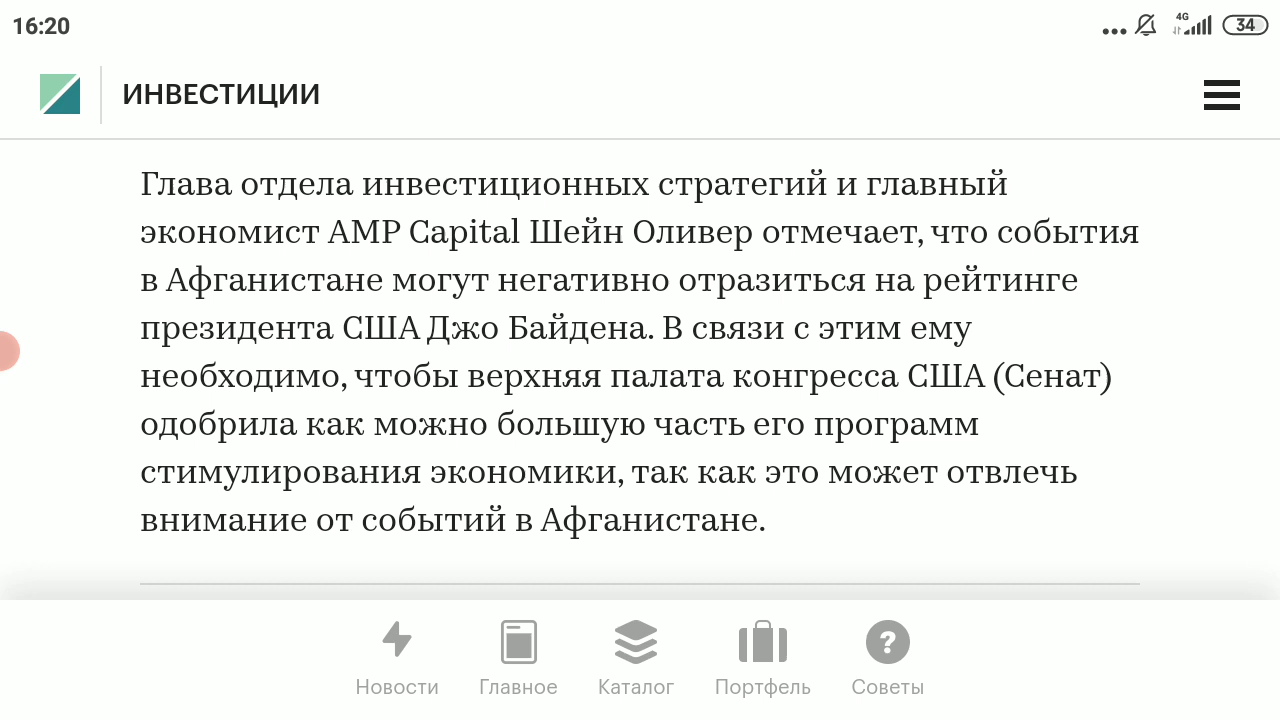 16:20
4G
34
ИНВЕСТИЦИИ
Глава отдела инвестиционных стратегий и главный
экономист AMP Capital Шейн Оливер отмечает, что события
в Афганистане могут негативно отразиться на рейтинге
президента США Джо Байдена. В связи с этим ему
необходимо, чтобы верхняя палата конгресса США (Сенат)
одобрила как можно большую часть его программ
стимулирования экономики, так как это может отвлечь
внимание от событий в Афганистане.
Новости Главное Каталог Портфель Советы